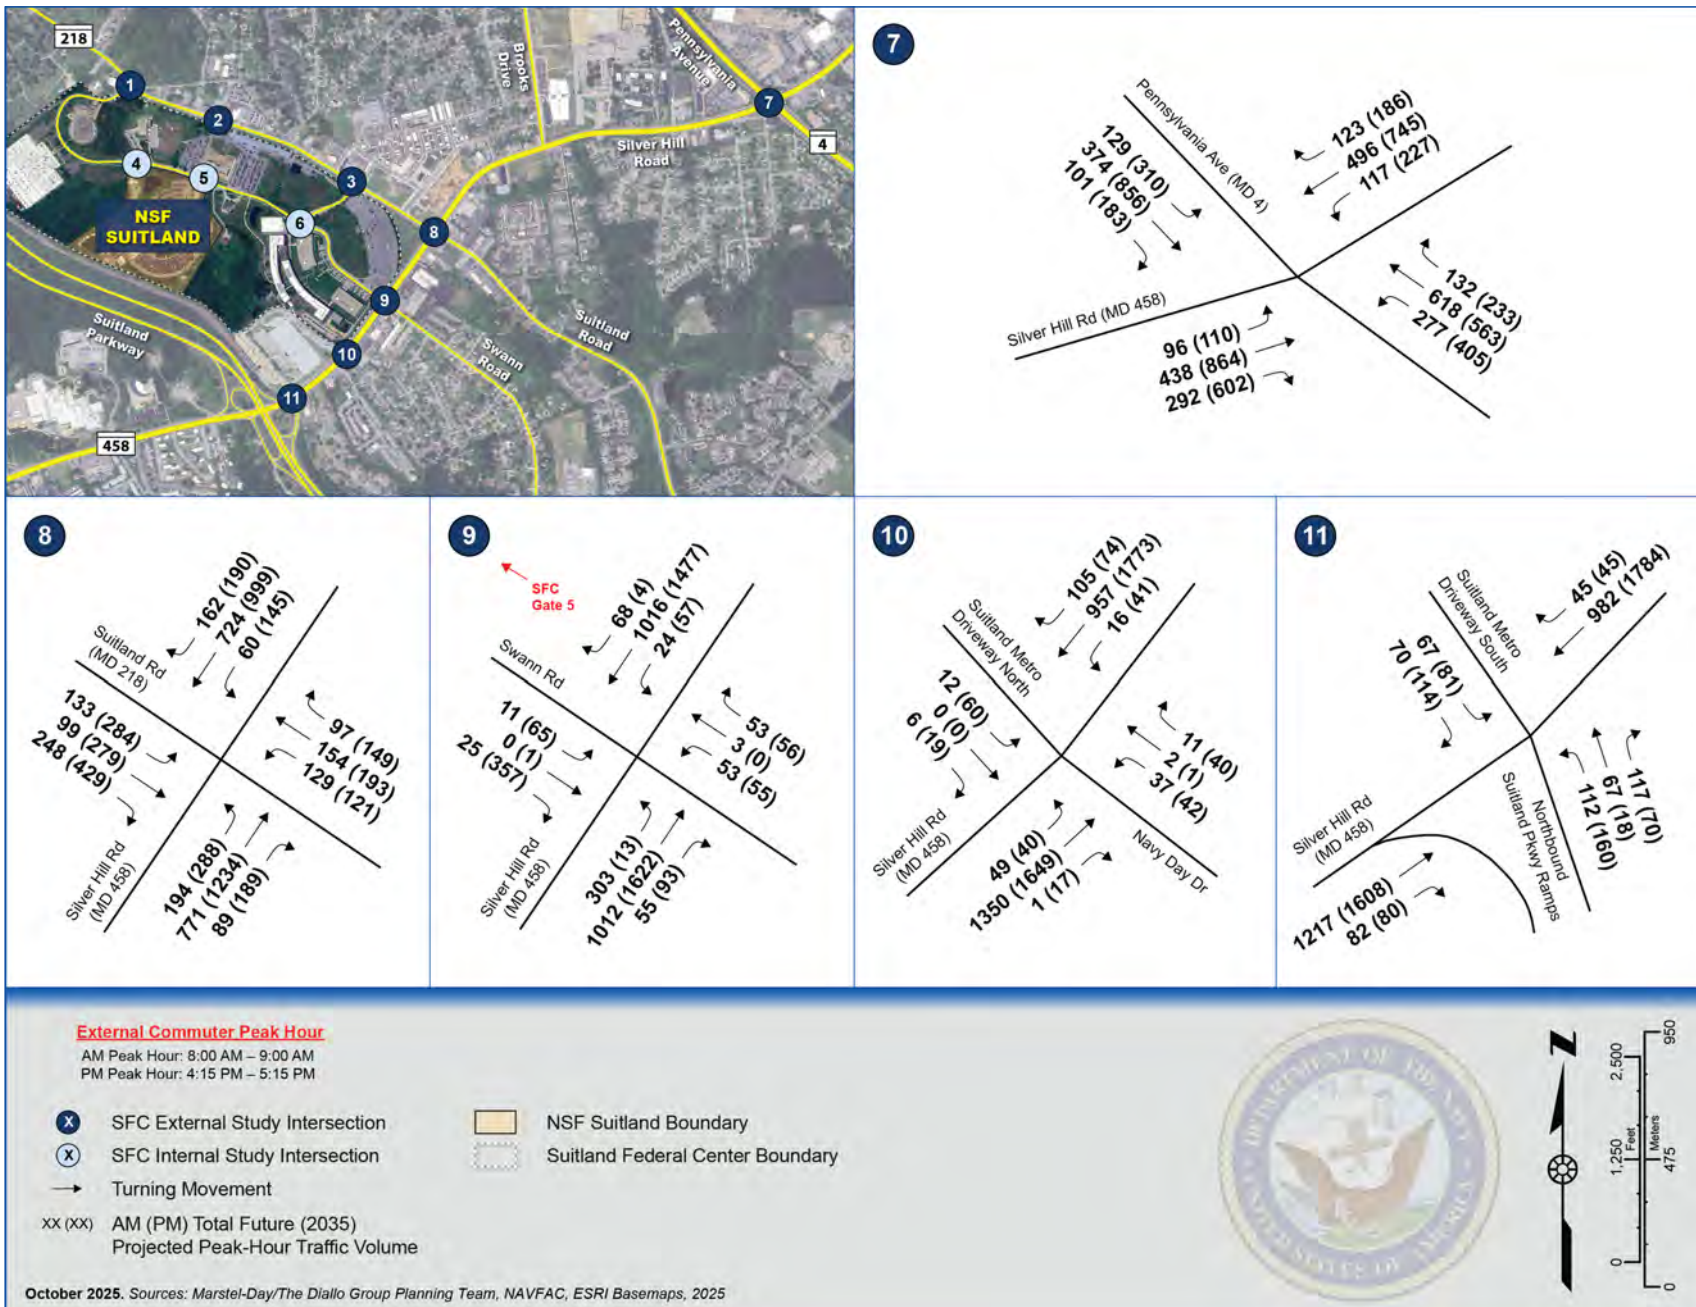 218
1
2
3
4
5
6
7
8
9
10
11
4
458
Brooks
Drive
Pennsylvania
Avenue
Silver Hill
Road
NSF
SUITLAND
Suitland
Parkway
Suitland
Road
Swann
Road
7
Pennsylvania Ave (MD 4)
Silver Hill Rd (MD 458)
129 (310)
374 (856)
101 (183)
123 (186)
496 (745)
117 (227)
132 (233)
618 (563)
277 (405)
96 (110)
438 (864)
292 (602)
8
Suitland Rd
(MD 218)
Silver Hill Rd
(MD 458)
162 (190)
724 (999)
60 (145)
133 (284)
99 (279)
248 (429)
97 (149)
154 (193)
129 (121)
194 (288)
771 (1234)
89 (189)
9
SFC
Gate 5
Swann Rd
Silver Hill Rd
(MD 458)
68 (4)
1016 (1477)
24 (57)
11 (65)
0 (1)
25 (357)
53 (56)
3 (0)
53 (55)
303 (13)
1012 (1622)
55 (93)
10
Suitland Metro
Driveway North
Silver Hill Rd
(MD 458)
Navy Day Dr
105 (74)
957 (1773)
16 (41)
12 (60)
0 (0)
6 (19)
11 (40)
2 (1)
37 (42)
49 (40)
1350 (1649)
1 (17)
11
Suitland Metro
Driveway South
Silver Hill Rd
(MD 458)
Northbound
Suitland Pkwy Ramps
45 (45)
982 (1784)
67 (81)
70 (114)
117 (70)
67 (18)
112 (160)
1217 (1608)
82 (80)
External Commuter Peak Hour
AM Peak Hour: 8:00 AM – 9:00 AM
PM Peak Hour: 4:15 PM – 5:15 PM
X SFC External Study Intersection
X SFC Internal Study Intersection
Turning Movement
XX (XX) AM (PM) Total Future (2035)
Projected Peak-Hour Traffic Volume
NSF Suitland Boundary
Suitland Federal Center Boundary
DEPARTMENT OF THE NAVY
UNITED STATES OF AMERICA
N
0 1,250 2,500
Feet
Meters
0 475 950
October 2025. Sources: Marstel-Day/The Diallo Group Planning Team, NAVFAC, ESRI Basemaps, 2025